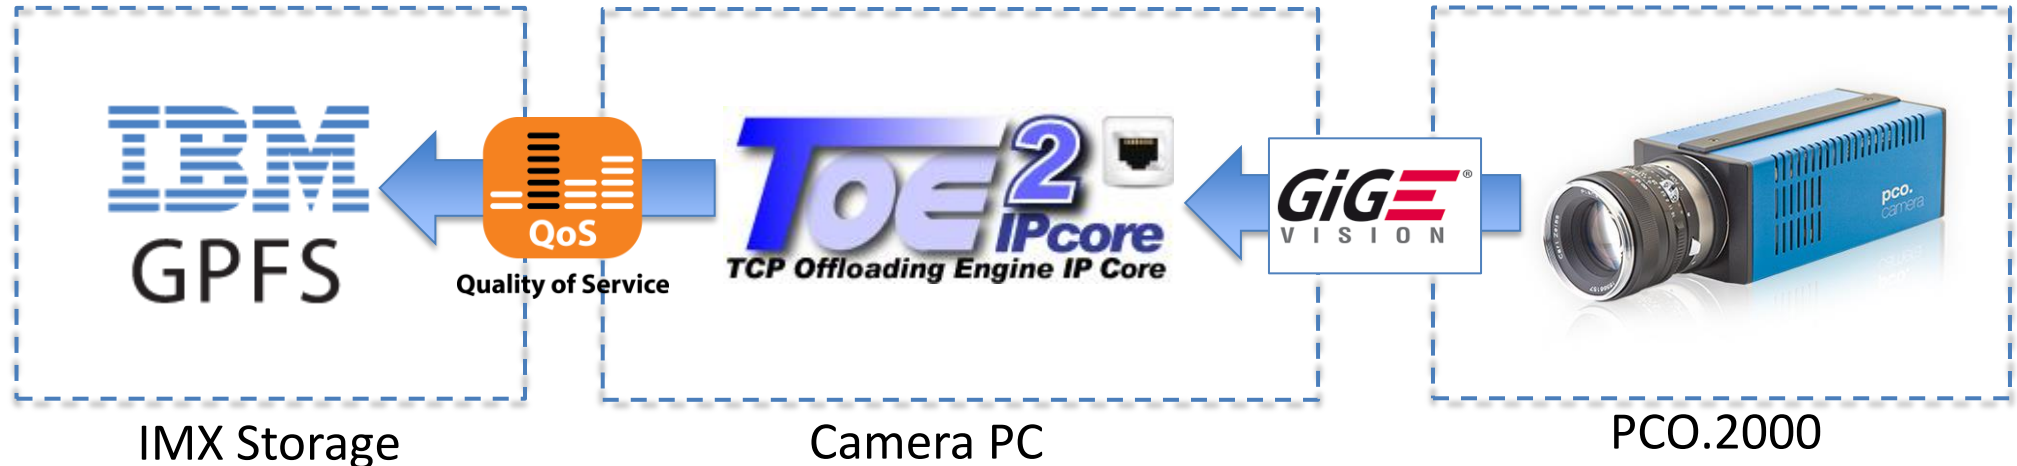 IBM
GPFS
QoS
Quality of Service
TOE2
IPcore
TCP Offloading Engine IP Core
GiGE®
VISION
pco.
camera
IMX Storage
Camera PC
PCO.2000